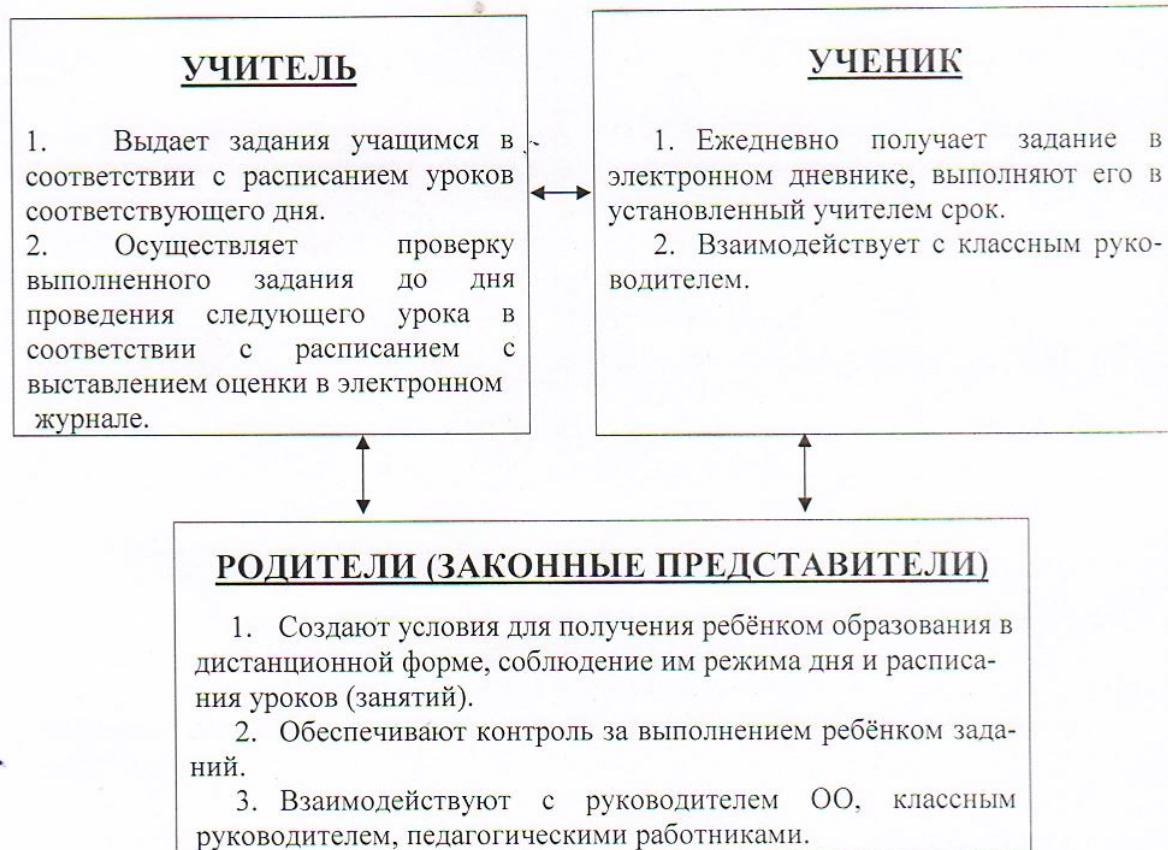 УЧИТЕЛЬ
1. Выдает задания учащимся в
соответствии с расписанием уроков
соответствующего дня.
2. Осуществляет проверку
выполненного задания до дня
проведения следующего урока в
соответствии с расписанием с
выставлением оценки в электронном
журнале.
УЧЕНИК
1. Ежедневно получает задание в
электронном дневнике, выполняют его в
установленный учителем срок.
2. Взаимодействует с классным руко-
водителем.
РОДИТЕЛИ (ЗАКОННЫЕ ПРЕДСТАВИТЕЛИ)
1. Создают условия для получения ребёнком образования в
дистанционной форме, соблюдение им режима дня и расписа-
ния уроков (занятий).
2. Обеспечивают контроль за выполнением ребёнком зада-
ний.
3. Взаимодействуют с руководителем ОО, классным
руководителем, педагогическими работниками.